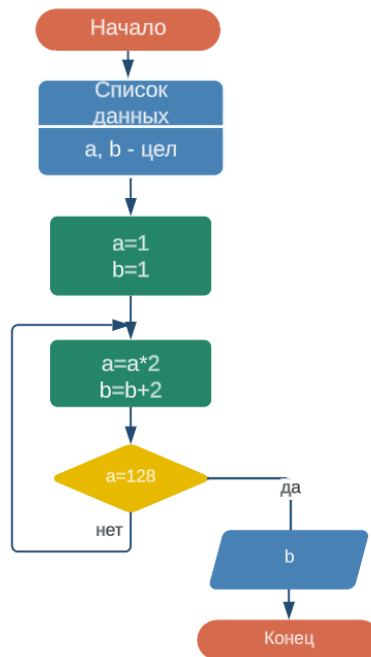 Начало
Список
данных
a, b - цел
a=1
b=1
a=a*2
b=b+2
a=128
да
нет
b
Конец